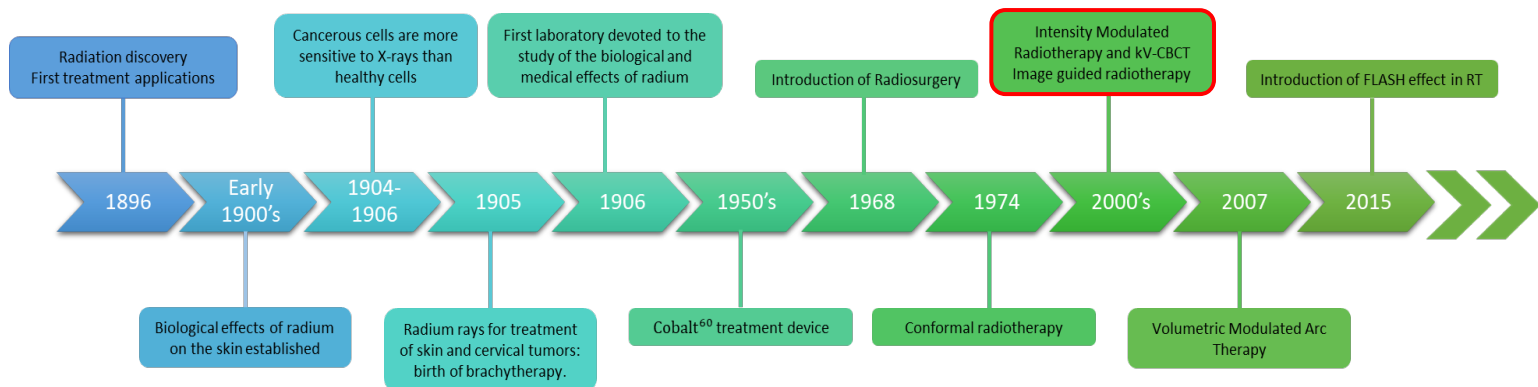 Radiation discovery
First treatment applications
Cancerous cells are more
sensitive to X-rays than
healthy cells
First laboratory devoted to the
study of the biological and
medical effects of radium
Introduction of Radiosurgery
Intensity Modulated
Radiotherapy and kV-CBCT
Image guided radiotherapy
Introduction of FLASH effect in RT
1896
Early
1900's
1904-
1906
1905
1906
1950's
1968
1974
2000's
2007
2015
Biological effects of radium
on the skin established
Radium rays for treatment
of skin and cervical tumors:
birth of brachytherapy.
Cobalt⁶⁰ treatment device
Conformal radiotherapy
Volumetric Modulated Arc
Therapy